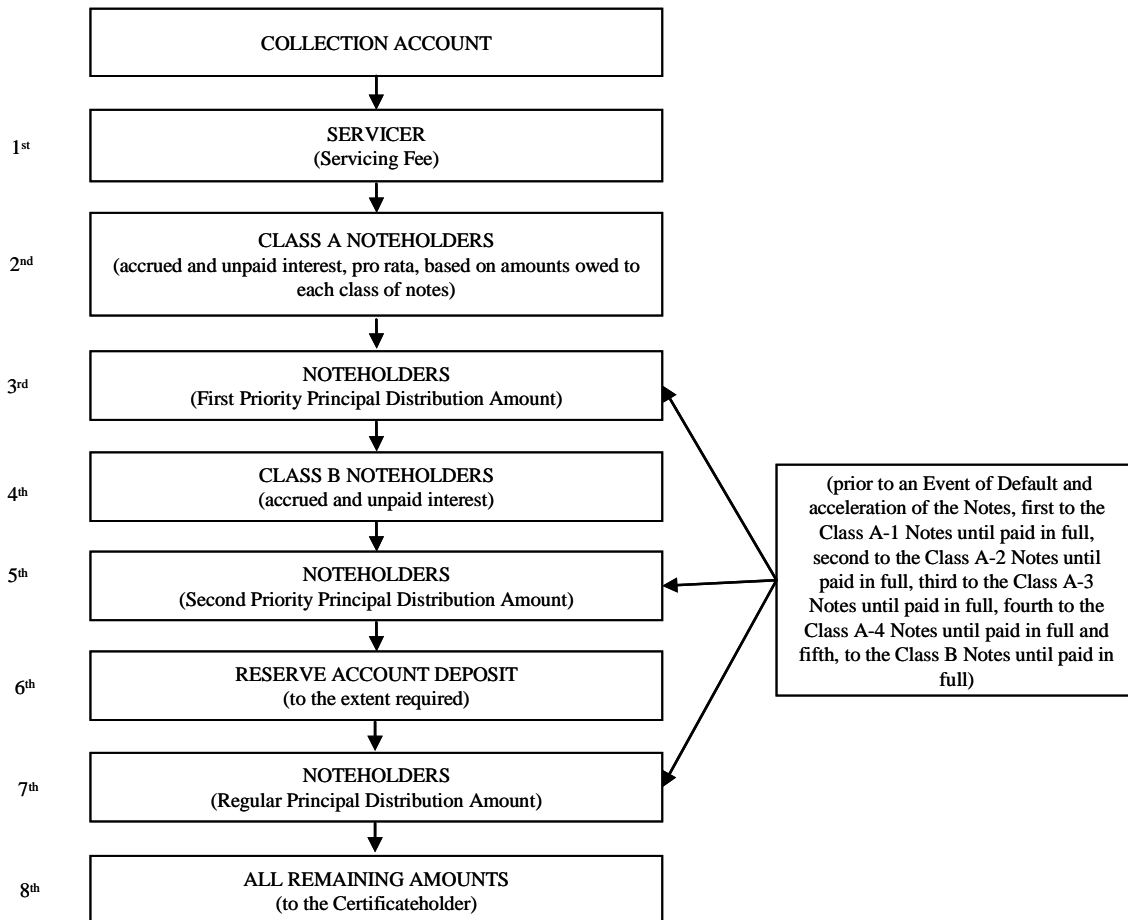 COLLECTION ACCOUNT
1st
SERVICER
(Servicing Fee)
2nd
CLASS A NOTEHOLDERS
(accrued and unpaid interest, pro rata, based on amounts owed to
each class of notes)
3rd
NOTEHOLDERS
(First Priority Principal Distribution Amount)
4th
CLASS B NOTEHOLDERS
(accrued and unpaid interest)
5th
NOTEHOLDERS
(Second Priority Principal Distribution Amount)
6th
RESERVE ACCOUNT DEPOSIT
(to the extent required)
7th
NOTEHOLDERS
(Regular Principal Distribution Amount)
8th
ALL REMAINING AMOUNTS
(to the Certificateholder)
(prior to an Event of Default and
acceleration of the Notes, first to the
Class A-1 Notes until paid in full,
second to the Class A-2 Notes until
paid in full, third to the Class A-3
Notes until paid in full, fourth to the
Class A-4 Notes until paid in full and
fifth, to the Class B Notes until paid in
full)